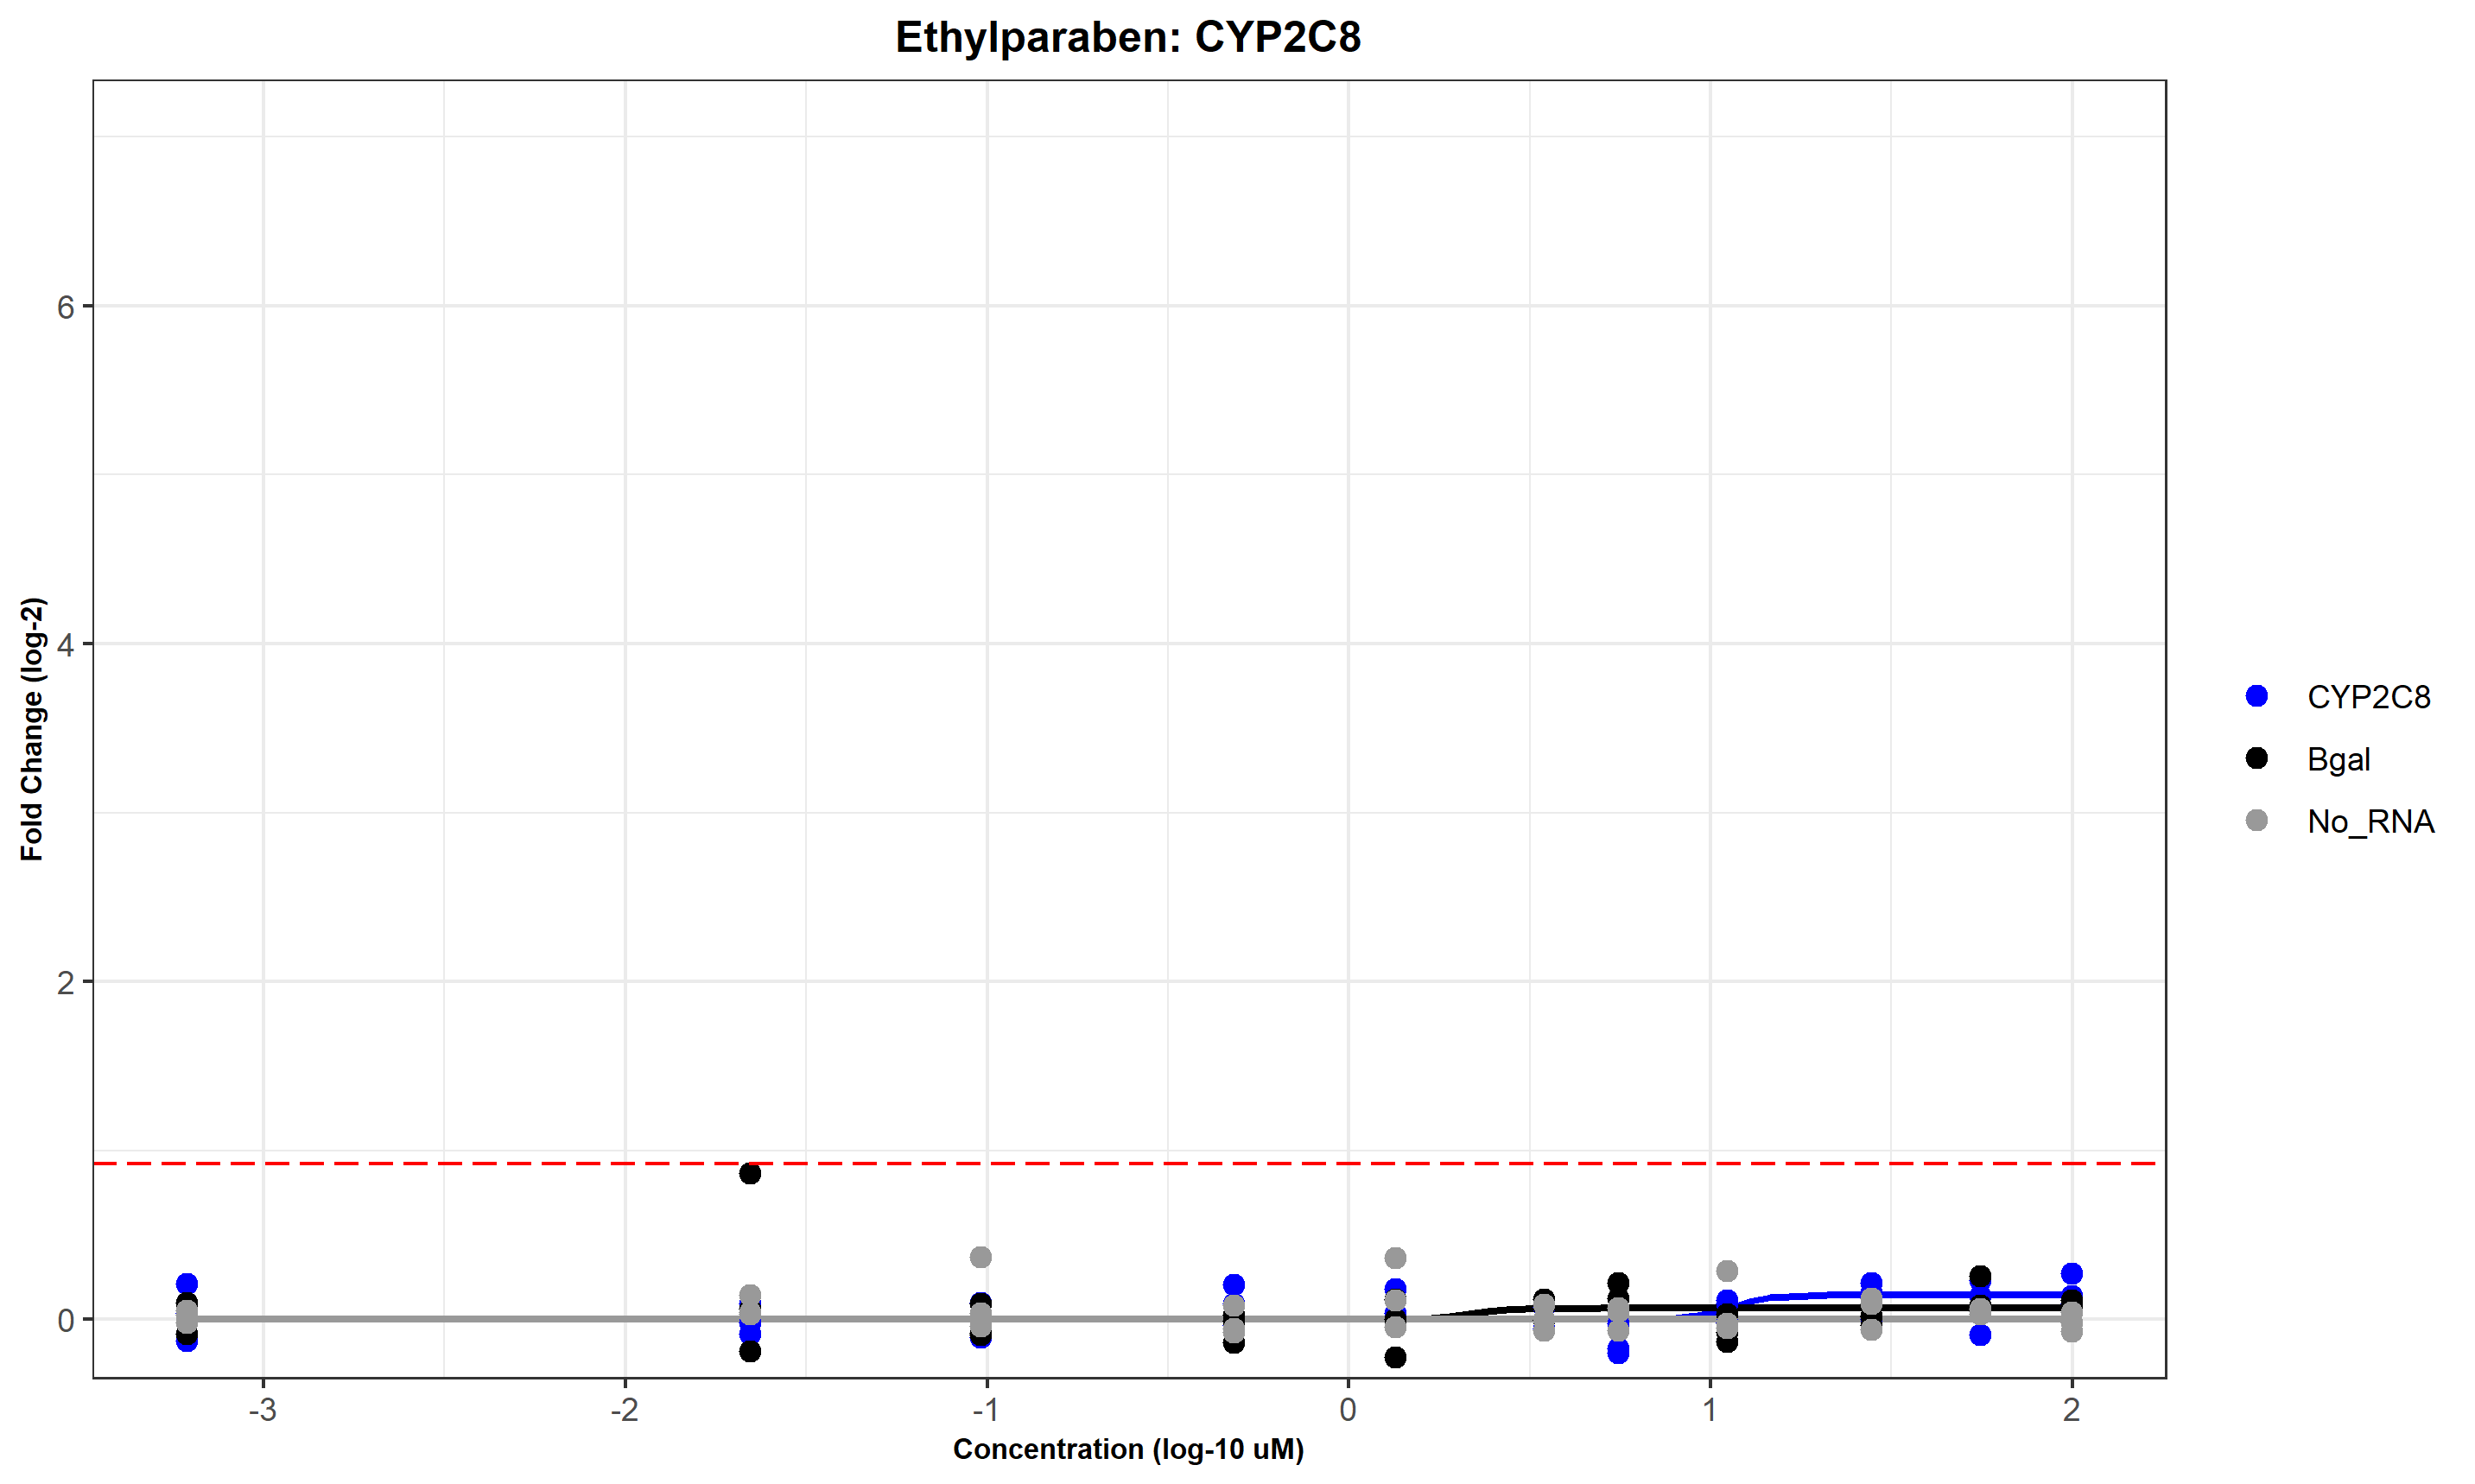 Ethylparaben: CYP2C8
Fold Change (log-2)
6
4
2
0
-3
-2
-1
0
1
2
Concentration (log-10 uM)
CYP2C8
Bgal
No_RNA